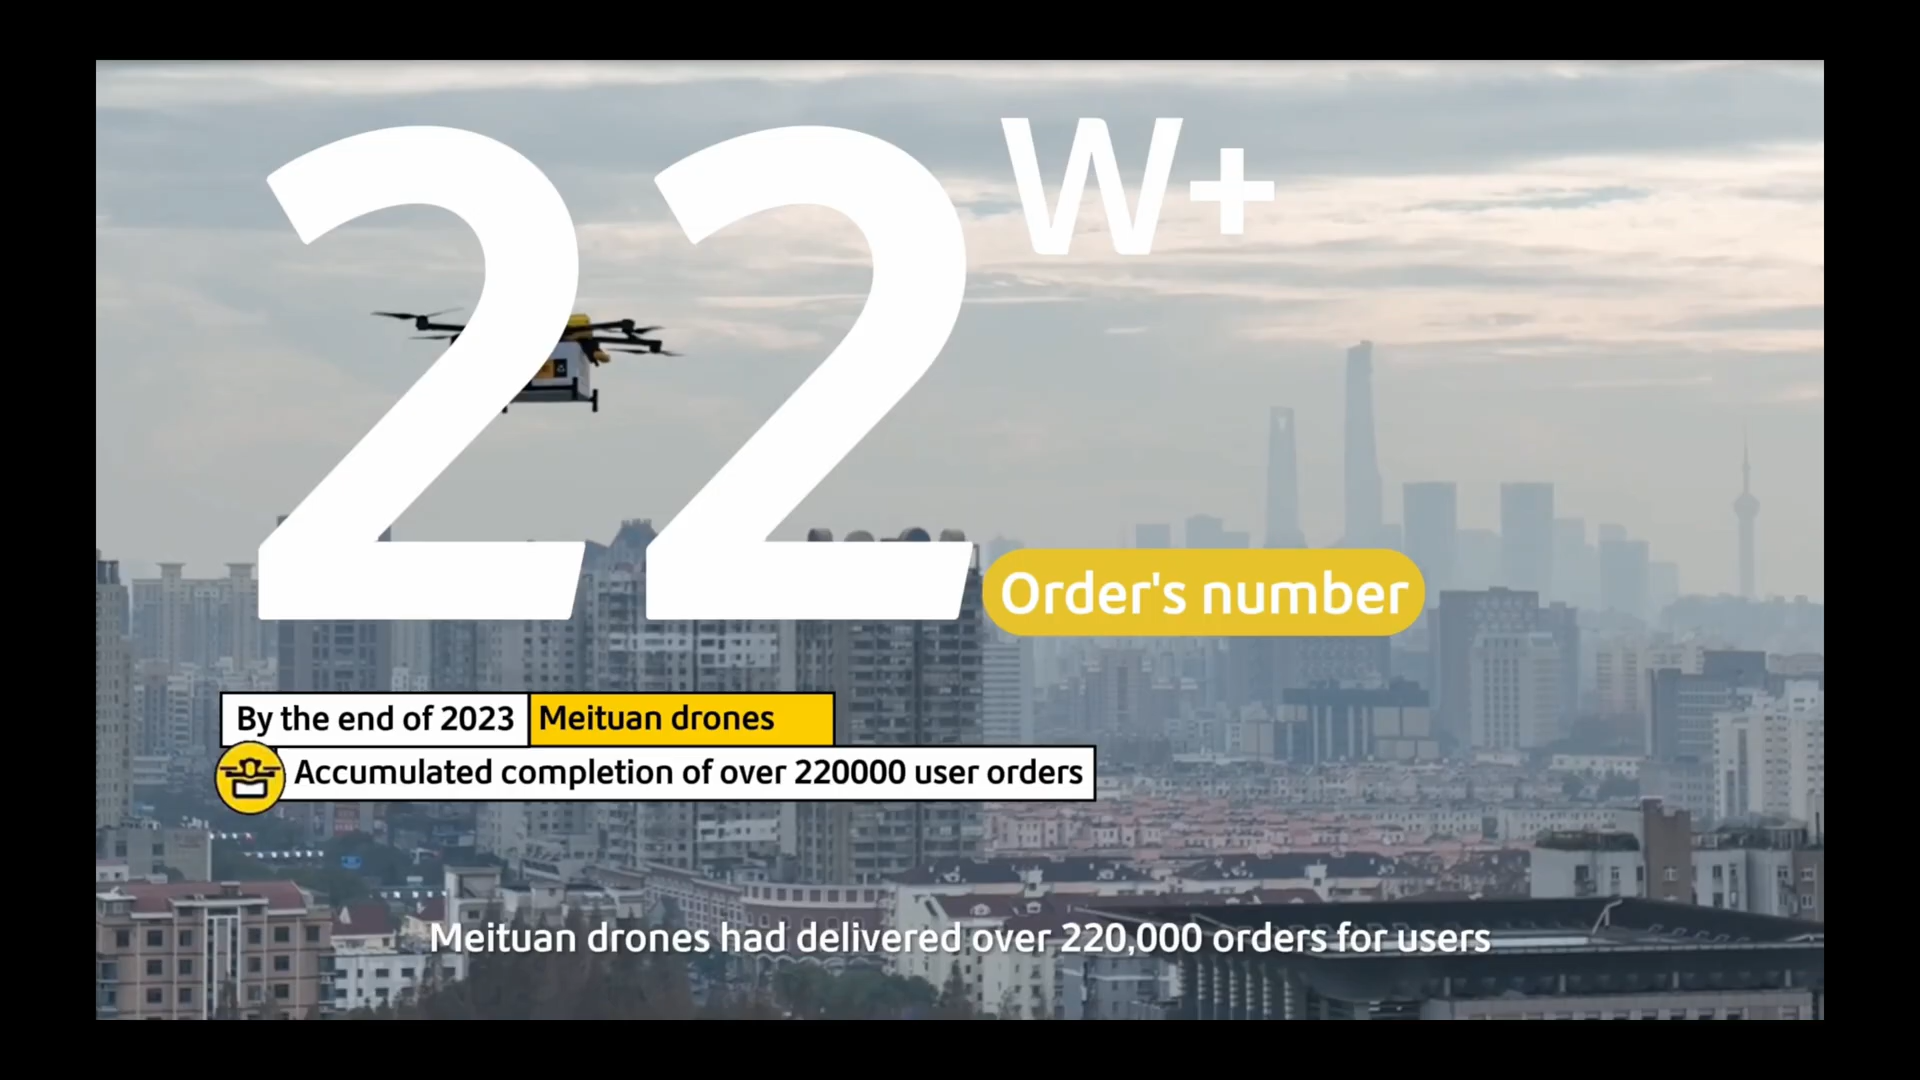 22 W+
Order's number
By the end of 2023 Meituan drones
Accumulated completion of over 220000 user orders
Meituan drones had delivered over 220,000 orders for users